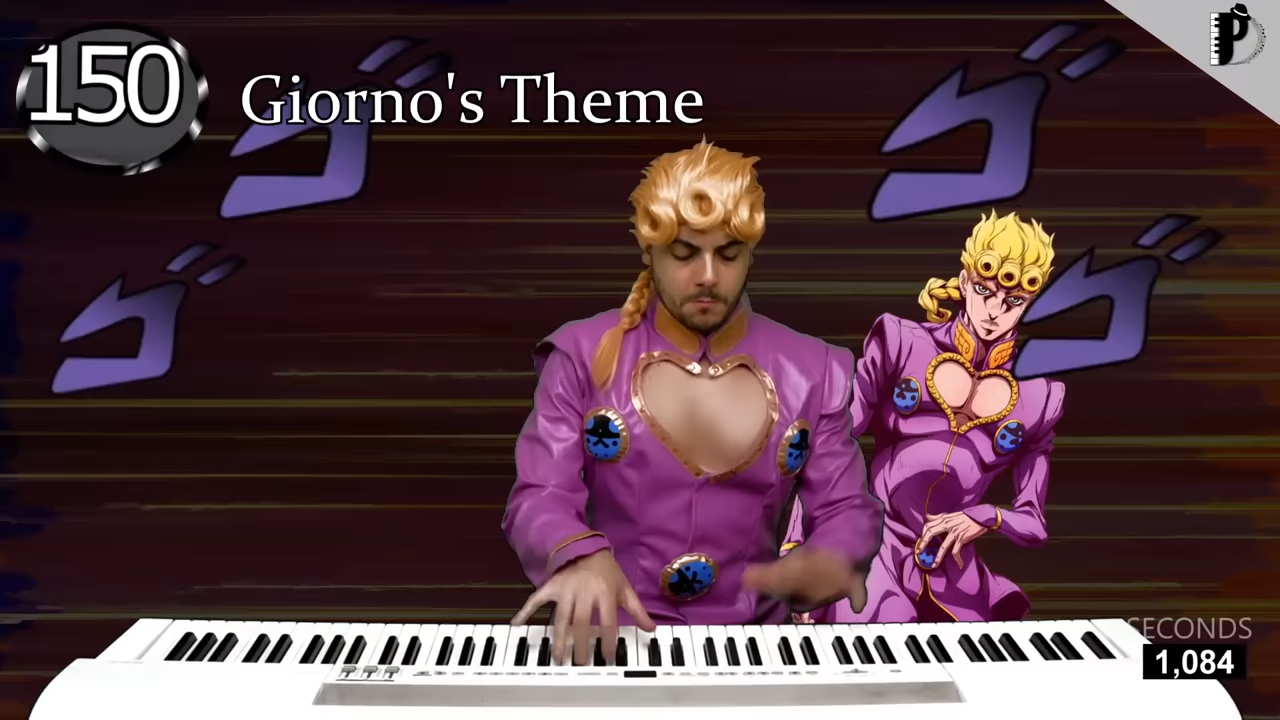 150
Giorno's Theme
ゴ
ゴ
ゴ
ゴ
P
SECONDS
1,084